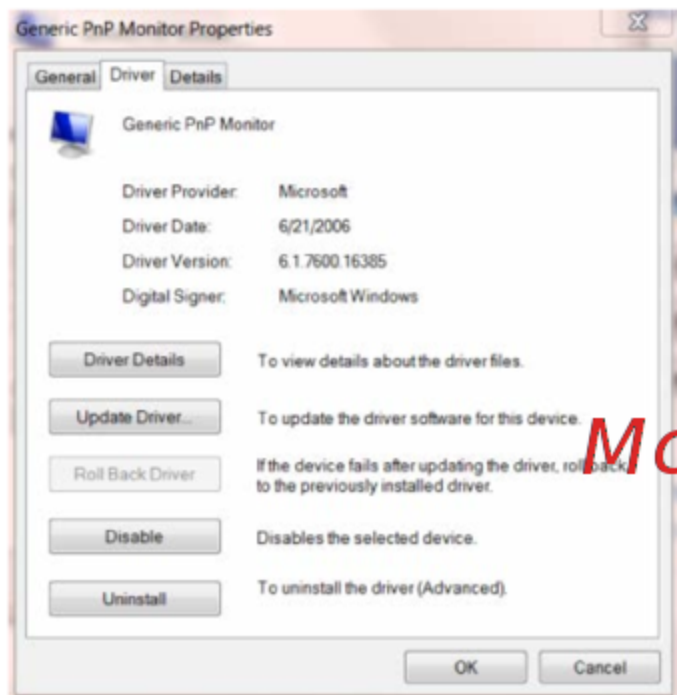 Generic PnP Monitor Properties
General Driver Details
Generic PnP Monitor
Driver Provider: Microsoft
Driver Date: 6/21/2006
Driver Version: 6.1.7600.16385
Digital Signer: Microsoft Windows
Driver Details To view details about the driver files.
Update Driver... To update the driver software for this device.
Mo
Roll Back Driver If the device fails after updating the driver, roll back
to the previously installed driver.
Disable Disables the selected device.
Uninstall To uninstall the driver (Advanced).
OK Cancel